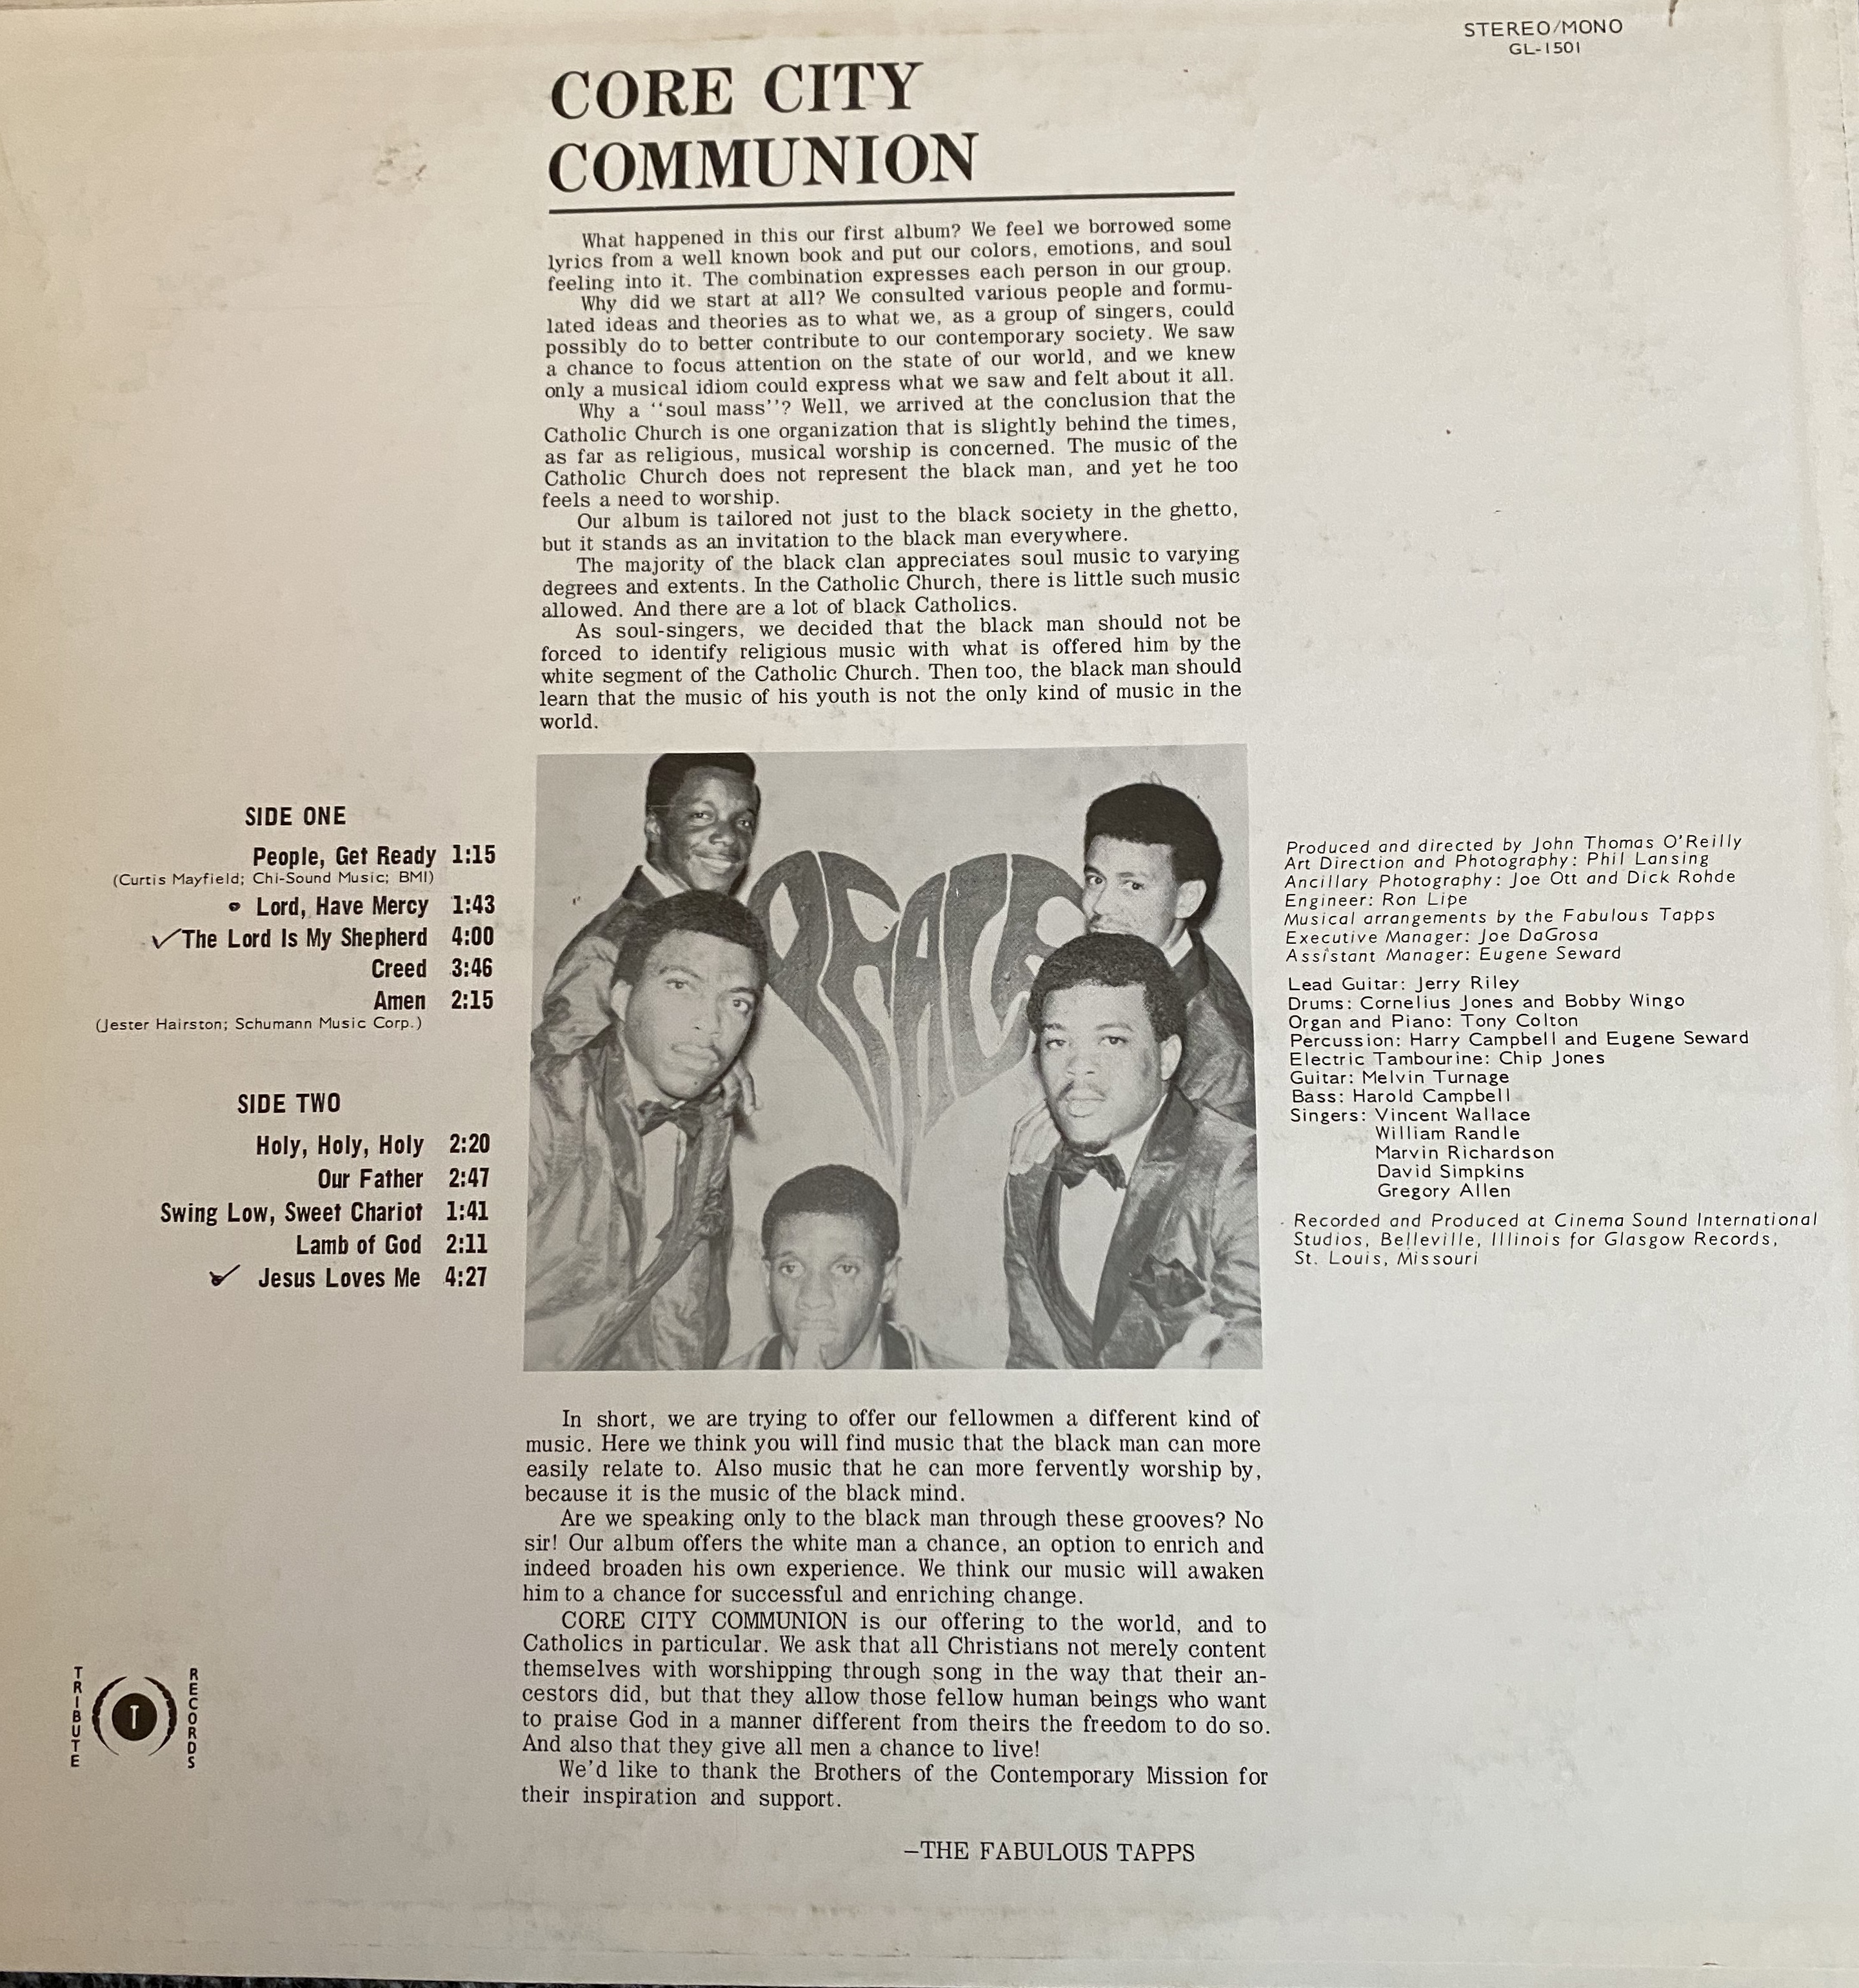 STEREO/MONO
GL-1501
CORE CITY
COMMUNION
What happened in this our first album? We feel we borrowed some
lyrics from a well known book and put our colors, emotions, and soul
feeling into it. The combination expresses each person in our group.
Why did we start at all? We consulted various people and formu-
lated ideas and theories as to what we, as a group of singers, could
possibly do to better contribute to our contemporary society. We saw
a chance to focus attention on the state of our world, and we knew
only a musical idiom could express what we saw and felt about it all.
Why a "soul mass"? Well, we arrived at the conclusion that the
Catholic Church is one organization that is slightly behind the times,
as far as religious, musical worship is concerned. The music of the
Catholic Church does not represent the black man, and yet he too
feels a need to worship.
Our album is tailored not just to the black society in the ghetto,
but it stands as an invitation to the black man everywhere.
The majority of the black clan appreciates soul music to varying
degrees and extents. In the Catholic Church, there is little such music
allowed. And there are a lot of black Catholics.
As soul-singers, we decided that the black man should not be
forced to identify religious music with what is offered him by the
white segment of the Catholic Church. Then too, the black man should
learn that the music of his youth is not the only kind of music in the
world.
SIDE ONE
People, Get Ready 1:15
(Curtis Mayfield; Chi-Sound Music; BMI)
Lord, Have Mercy 1:43
The Lord Is My Shepherd 4:00
Creed 3:46
Amen 2:15
(Jester Hairston; Schumann Music Corp.)
SIDE TWO
Holy, Holy, Holy 2:20
Our Father 2:47
Swing Low, Sweet Chariot 1:41
Lamb of God 2:11
Jesus Loves Me 4:27
PEACE
Produced and directed by John Thomas O'Reilly
Art Direction and Photography: Phil Lansing
Ancillary Photography: Joe Ott and Dick Rohde
Engineer: Ron Lipe
Musical arrangements by the Fabulous Tapps
Executive Manager: Joe DaGrosa
Assistant Manager: Eugene Seward
Lead Guitar: Jerry Riley
Drums: Cornelius Jones and Bobby Wingo
Organ and Piano: Tony Colton
Percussion: Harry Campbell and Eugene Seward
Electric Tambourine: Chip Jones
Guitar: Melvin Turnage
Bass: Harold Campbell
Singers: Vincent Wallace
William Randle
Marvin Richardson
David Simpkins
Gregory Allen
Recorded and Produced at Cinema Sound International
Studios, Belleville, Illinois for Glasgow Records,
St. Louis, Missouri
In short, we are trying to offer our fellowmen a different kind of
music. Here we think you will find music that the black man can more
easily relate to. Also music that he can more fervently worship by,
because it is the music of the black mind.
Are we speaking only to the black man through these grooves? No
sir! Our album offers the white man a chance, an option to enrich and
indeed broaden his own experience. We think our music will awaken
him to a chance for successful and enriching change.
CORE CITY COMMUNION is our offering to the world, and to
Catholics in particular. We ask that all Christians not merely content
themselves with worshipping through song in the way that their an-
cestors did, but that they allow those fellow human beings who want
to praise God in a manner different from theirs the freedom to do so.
And also that they give all men a chance to live!
We'd like to thank the Brothers of the Contemporary Mission for
their inspiration and support.
—THE FABULOUS TAPPS
TRIBUTE
T
RECORDS